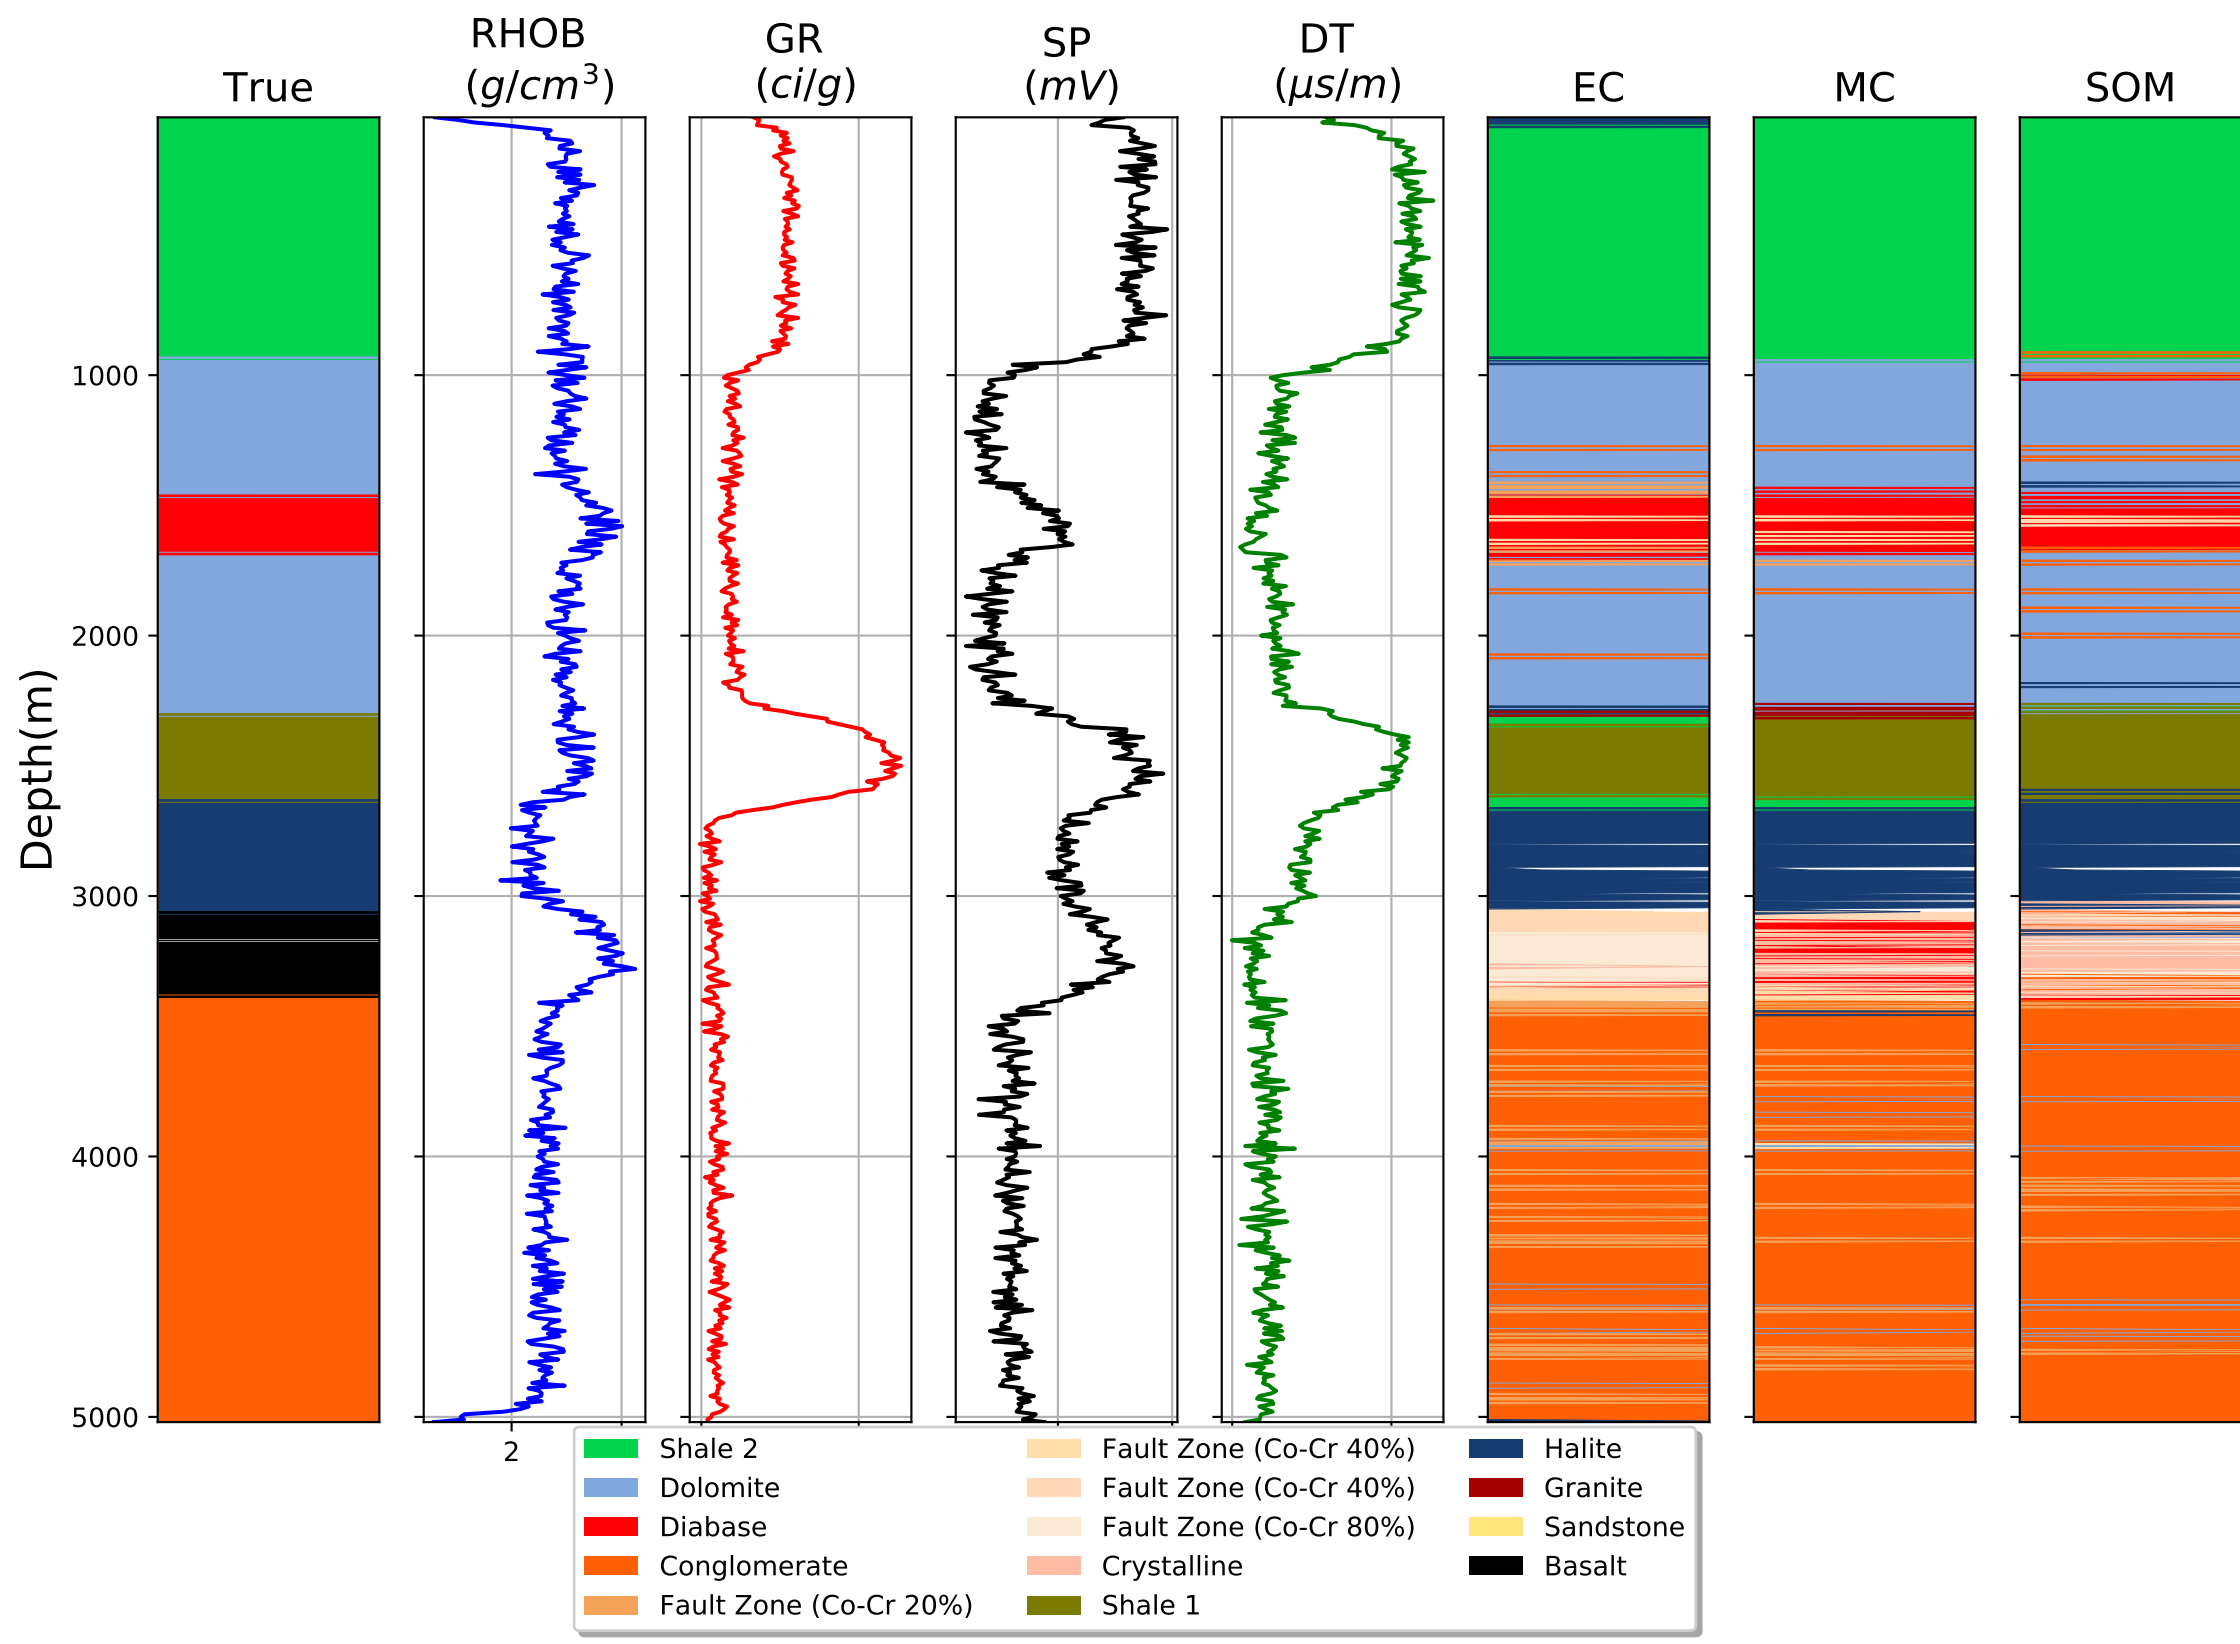 True
RHOB
(g/cm³)
GR
(ci/g)
SP
(mV)
DT
(μs/m)
EC
MC
SOM
Depth(m)
1000
2000
3000
4000
5000
2
Shale 2
Dolomite
Diabase
Conglomerate
Fault Zone (Co-Cr 20%)
Fault Zone (Co-Cr 40%)
Fault Zone (Co-Cr 40%)
Fault Zone (Co-Cr 80%)
Crystalline
Shale 1
Halite
Granite
Sandstone
Basalt